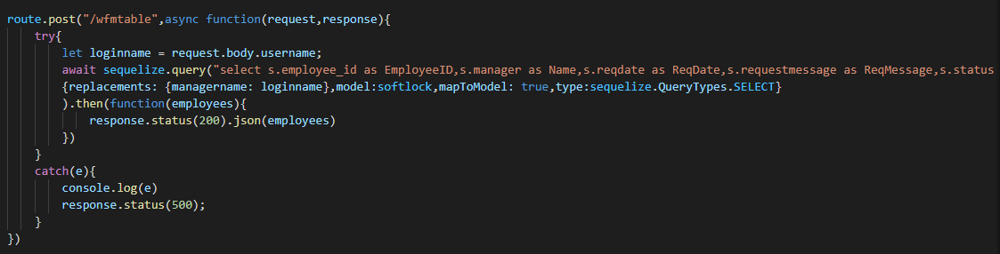 route.post("/wfmtable",async function(request,response){
try{
let loginname = request.body.username;
await sequelize.query("select s.employee_id as EmployeeID,s.manager as Name,s.reqdate as ReqDate,s.requestmessage as ReqMessage,s.status
{replacements: {managername: loginname},model:softlock,mapToModel: true,type:sequelize.QueryTypes.SELECT}
).then(function(employees){
response.status(200).json(employees)
})
}
catch(e){
console.log(e)
response.status(500);
}
})